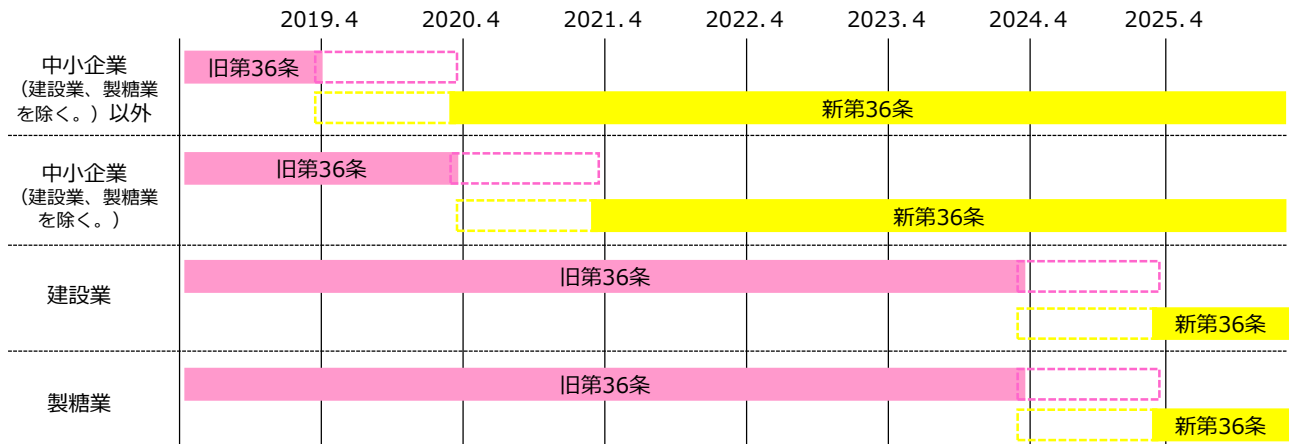 2019.4 2020.4 2021.4 2022.4 2023.4 2024.4 2025.4
中小企業
（建設業、製糖業
を除く。）以外
旧第36条
新第36条
中小企業
（建設業、製糖業
を除く。）
旧第36条
新第36条
建設業
旧第36条
新第36条
製糖業
旧第36条
新第36条